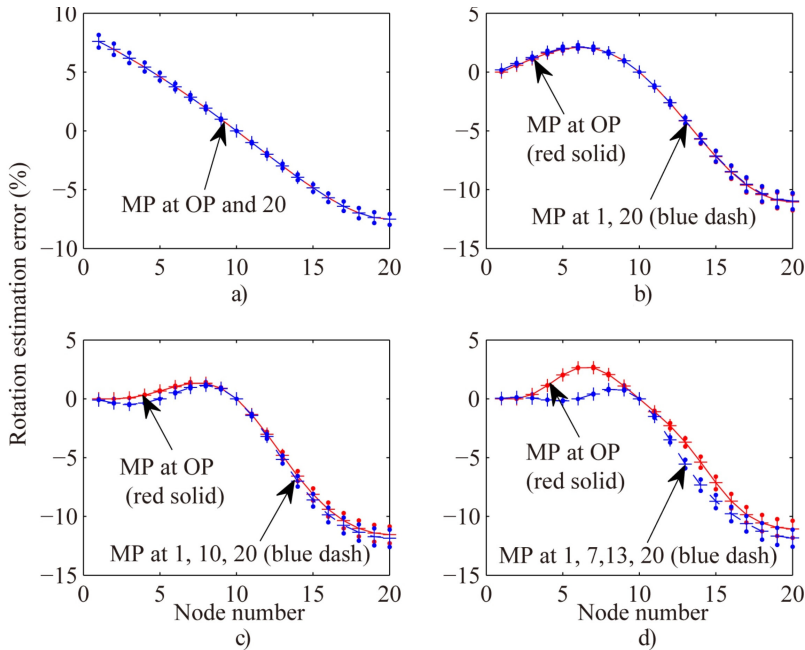 Rotation estimation error (%)
10
5
0
−5
−10
0 5 10 15 20
MP at OP and 20
a)
5
0
−5
−10
−15
0 5 10 15 20
MP at OP
(red solid)
MP at 1, 20 (blue dash)
b)
5
0
−5
−10
−15
0 5 10 15 20
MP at OP
(red solid)
MP at 1, 10, 20 (blue dash)
Node number
c)
5
0
−5
−10
−15
0 5 10 15 20
MP at OP
(red solid)
MP at 1, 7,13, 20 (blue dash)
Node number
d)